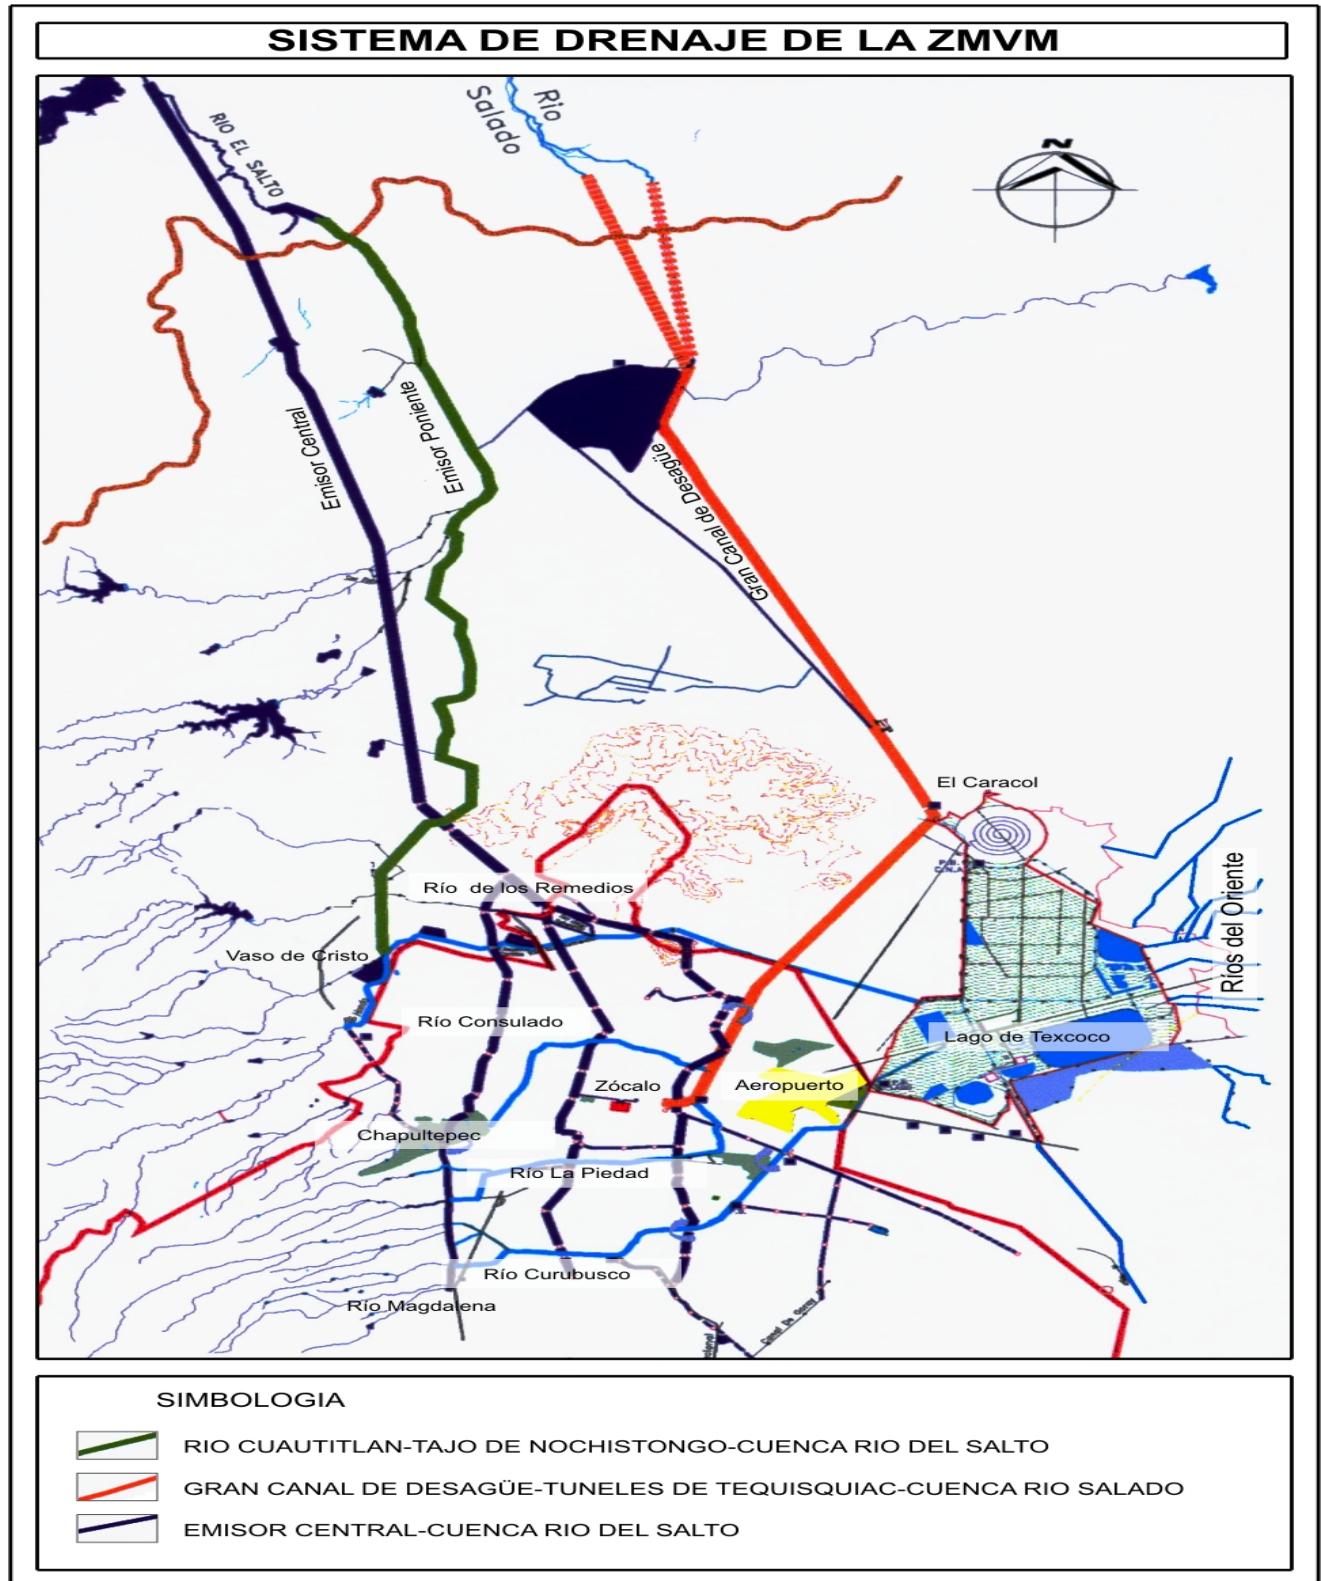 SISTEMA DE DRENAJE DE LA ZMVM
Rio
Salado
RIO EL SALTO
N
Emisor Central
Emisor Poniente
Gran Canal de Desagüe
El Caracol
Río de los Remedios
Ríos del Oriente
Vaso de Cristo
Río Consulado
Lago de Texcoco
Zócalo
Aeropuerto
Chapultepec
Río La Piedad
Río Curubusco
Río Magdalena
SIMBOLOGIA
RIO CUAUTITLAN-TAJO DE NOCHISTONGO-CUENCA RIO DEL SALTO
GRAN CANAL DE DESAGÜE-TUNELES DE TEQUISQUIAC-CUENCA RIO SALADO
EMISOR CENTRAL-CUENCA RIO DEL SALTO